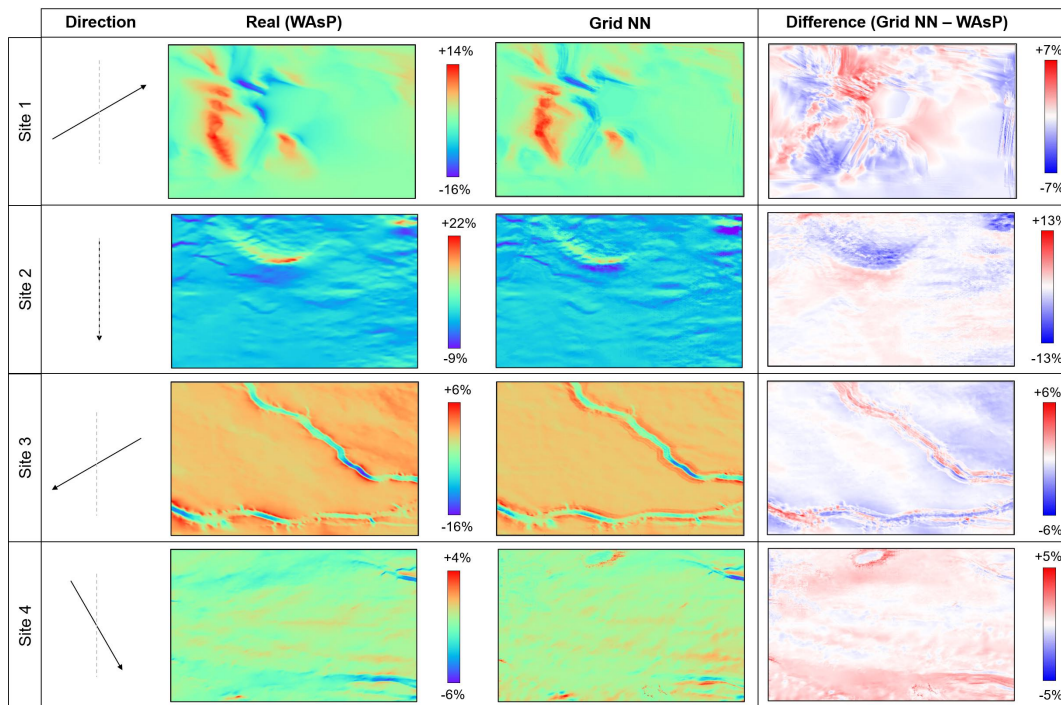 Direction
Real (WAsP)
Grid NN
Difference (Grid NN – WAsP)
Site 1
+14%
-16%
+7%
-7%
Site 2
+22%
-9%
+13%
-13%
Site 3
+6%
-16%
+6%
-6%
Site 4
+4%
-6%
+5%
-5%